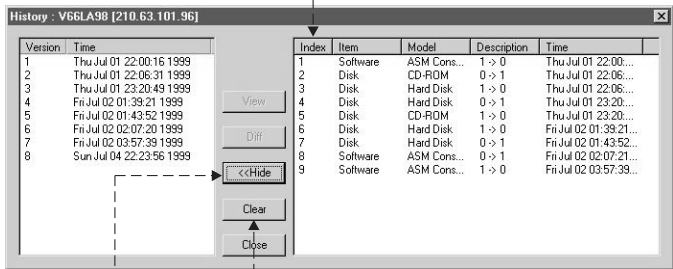 History : V66LA98 [210.63.101.96]
Version Time
1 Thu Jul 01 22:00:16 1999
2 Thu Jul 01 22:06:31 1999
3 Thu Jul 01 23:20:49 1999
4 Fri Jul 02 01:39:21 1999
5 Fri Jul 02 01:43:52 1999
6 Fri Jul 02 02:07:20 1999
7 Fri Jul 02 03:57:39 1999
8 Sun Jul 04 22:23:56 1999
View
Diff
<<Hide
Clear
Close
Index Item Model Description Time
1 Software ASM Cons... 1 -> 0 Thu Jul 01 22:00:...
2 Disk CD-ROM 0 -> 1 Thu Jul 01 22:06:...
3 Disk Hard Disk 1 -> 0 Thu Jul 01 22:06:...
4 Disk Hard Disk 0 -> 1 Thu Jul 01 23:20:...
5 Disk CD-ROM 1 -> 0 Thu Jul 01 23:20:...
6 Disk Hard Disk 1 -> 0 Fri Jul 02 01:39:21...
7 Disk Hard Disk 0 -> 1 Fri Jul 02 01:43:52...
8 Software ASM Cons... 0 -> 1 Fri Jul 02 02:07:21...
9 Software ASM Cons... 1 -> 0 Fri Jul 02 03:57:39...